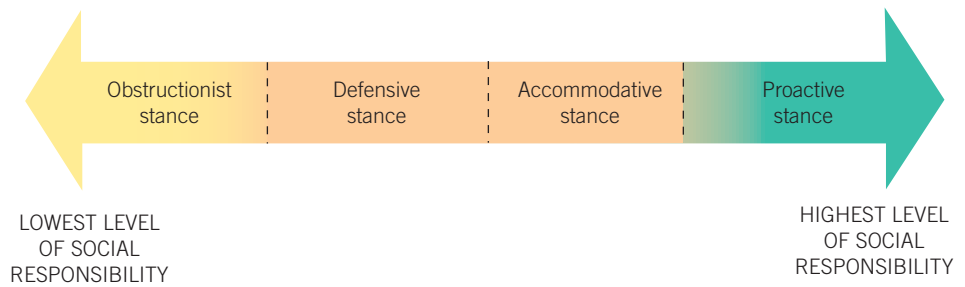 Obstructionist
stance
Defensive
stance
Accommodative
stance
Proactive
stance
LOWEST LEVEL
OF SOCIAL
RESPONSIBILITY
HIGHEST LEVEL
OF SOCIAL
RESPONSIBILITY